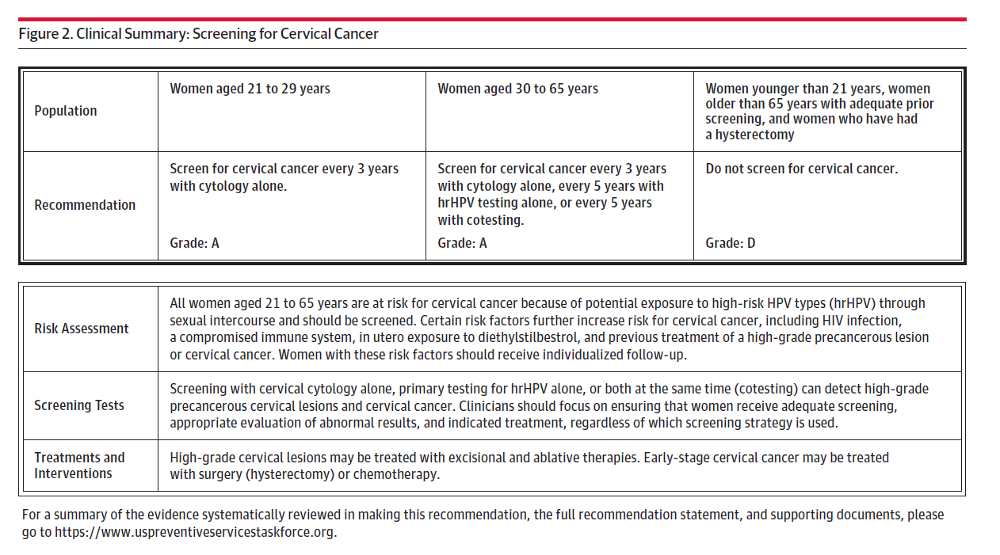 Figure 2. Clinical Summary: Screening for Cervical Cancer
Population
Women aged 21 to 29 years
Women aged 30 to 65 years
Women younger than 21 years, women
older than 65 years with adequate prior
screening, and women who have had
a hysterectomy
Recommendation
Screen for cervical cancer every 3 years
with cytology alone.
Grade: A
Screen for cervical cancer every 3 years
with cytology alone, every 5 years with
hrHPV testing alone, or every 5 years
with cotesting.
Grade: A
Do not screen for cervical cancer.
Grade: D
Risk Assessment
All women aged 21 to 65 years are at risk for cervical cancer because of potential exposure to high-risk HPV types (hrHPV) through
sexual intercourse and should be screened. Certain risk factors further increase risk for cervical cancer, including HIV infection,
a compromised immune system, in utero exposure to diethylstilbestrol, and previous treatment of a high-grade precancerous lesion
or cervical cancer. Women with these risk factors should receive individualized follow-up.
Screening Tests
Screening with cervical cytology alone, primary testing for hrHPV alone, or both at the same time (cotesting) can detect high-grade
precancerous cervical lesions and cervical cancer. Clinicians should focus on ensuring that women receive adequate screening,
appropriate evaluation of abnormal results, and indicated treatment, regardless of which screening strategy is used.
Treatments and
Interventions
High-grade cervical lesions may be treated with excisional and ablative therapies. Early-stage cervical cancer may be treated
with surgery (hysterectomy) or chemotherapy.
For a summary of the evidence systematically reviewed in making this recommendation, the full recommendation statement, and supporting documents, please
go to https://www.uspreventiveservicestaskforce.org.